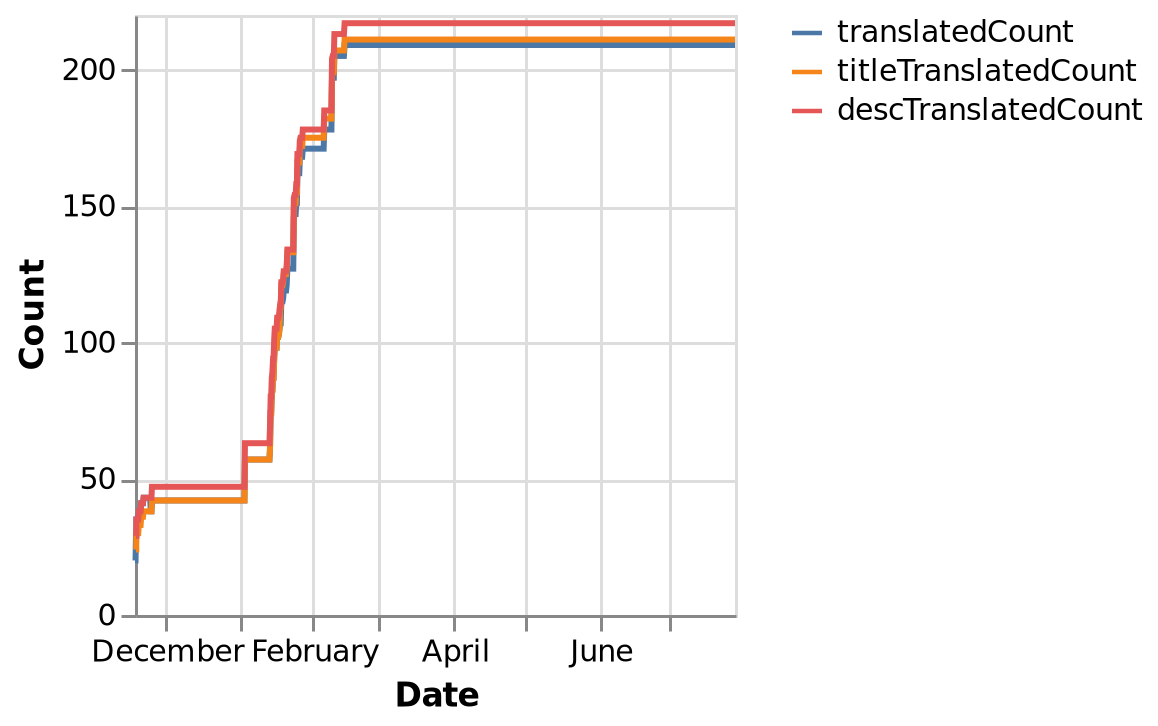 translatedCount
titleTranslatedCount
descTranslatedCount
200
150
100
50
0
Count
December February April June
Date